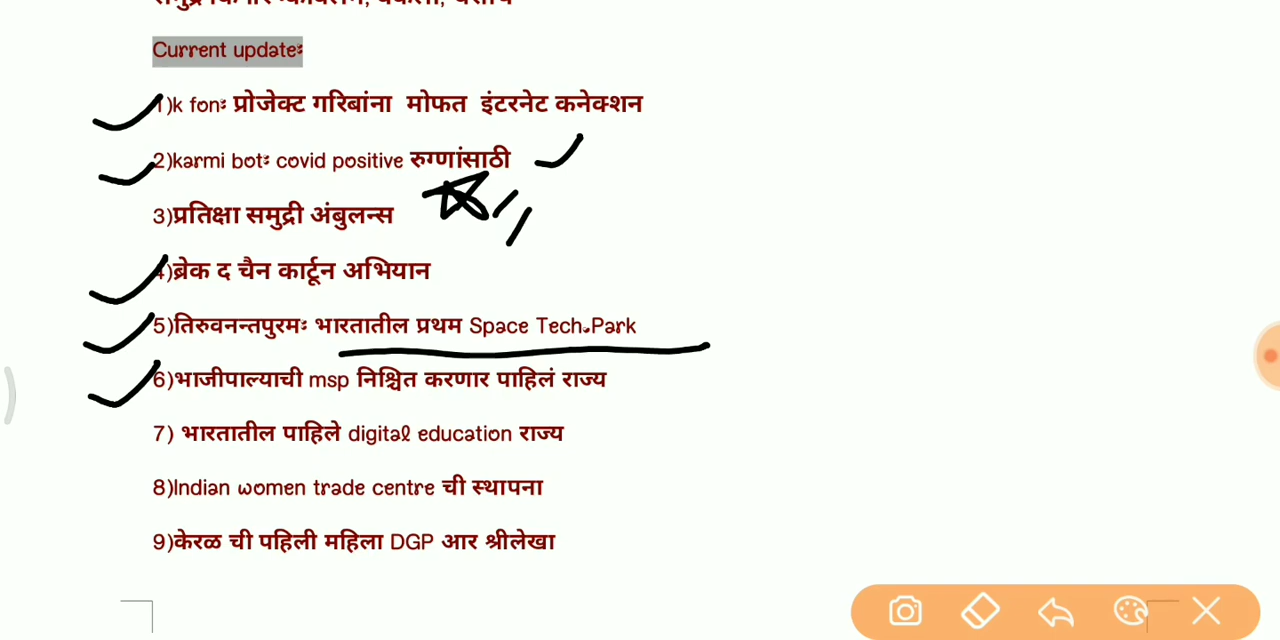 Current update:
1)k fon: प्रोजेक्ट गरिबांना मोफत इंटरनेट कनेक्शन
2)karmi bot: covid positive रुग्णांसाठी
3)प्रतिक्षा समुद्री अंबुलन्स
4)ब्रेक द चैन कार्टून अभियान
5)तिरुवनन्तपुरमः भारतातील प्रथम Space Tech.Park
6)भाजीपाल्याची msp निश्चित करणार पाहिलं राज्य
7) भारतातील पाहिले digital education राज्य
8)Indian women trade centre ची स्थापना
9)केरळ ची पहिली महिला DGP आर श्रीलेखा